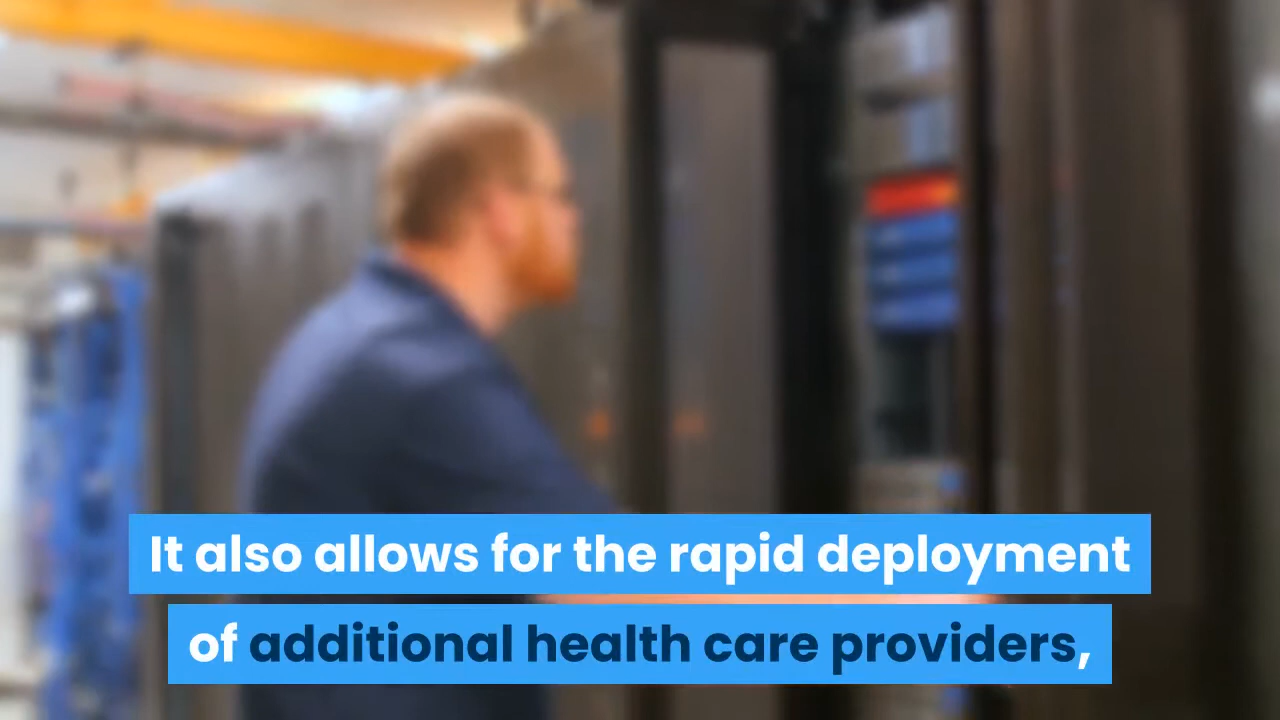 It also allows for the rapid deployment
of additional health care providers,